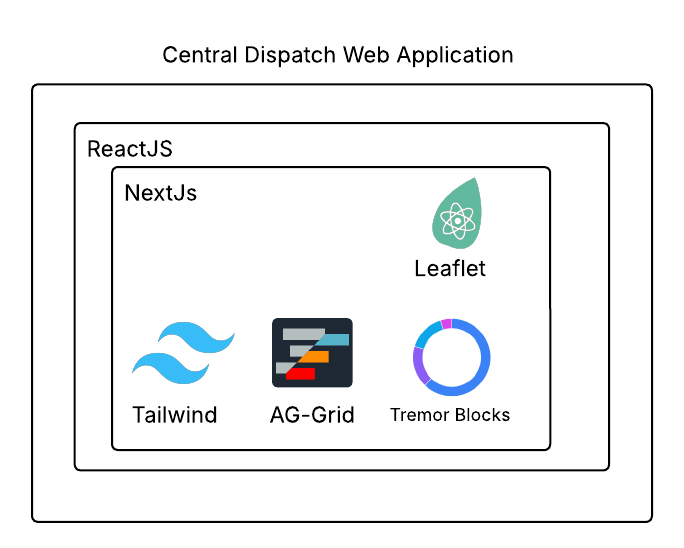 Central Dispatch Web Application
ReactJS
NextJs
Leaflet
Tailwind
AG-Grid
Tremor Blocks